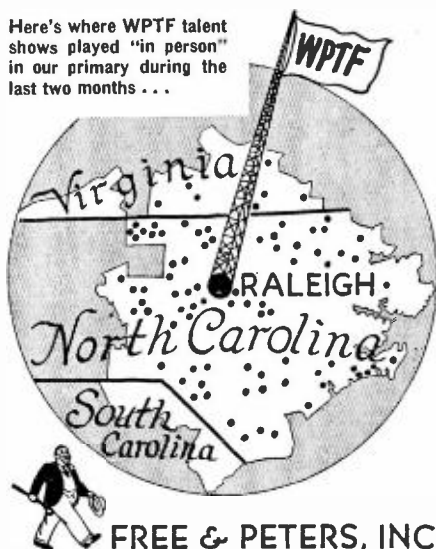 Here's where WPTF talent
shows played "in person"
in our primary during the
last two months . . .
WPTF
Virginia
RALEIGH
North Carolina
South
Carolina
FREE & PETERS, INC